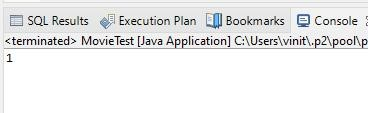 SQL Results Execution Plan Bookmarks Console
<terminated> MovieTest [Java Application] C:\Users\vinit\.p2\pool\p
1